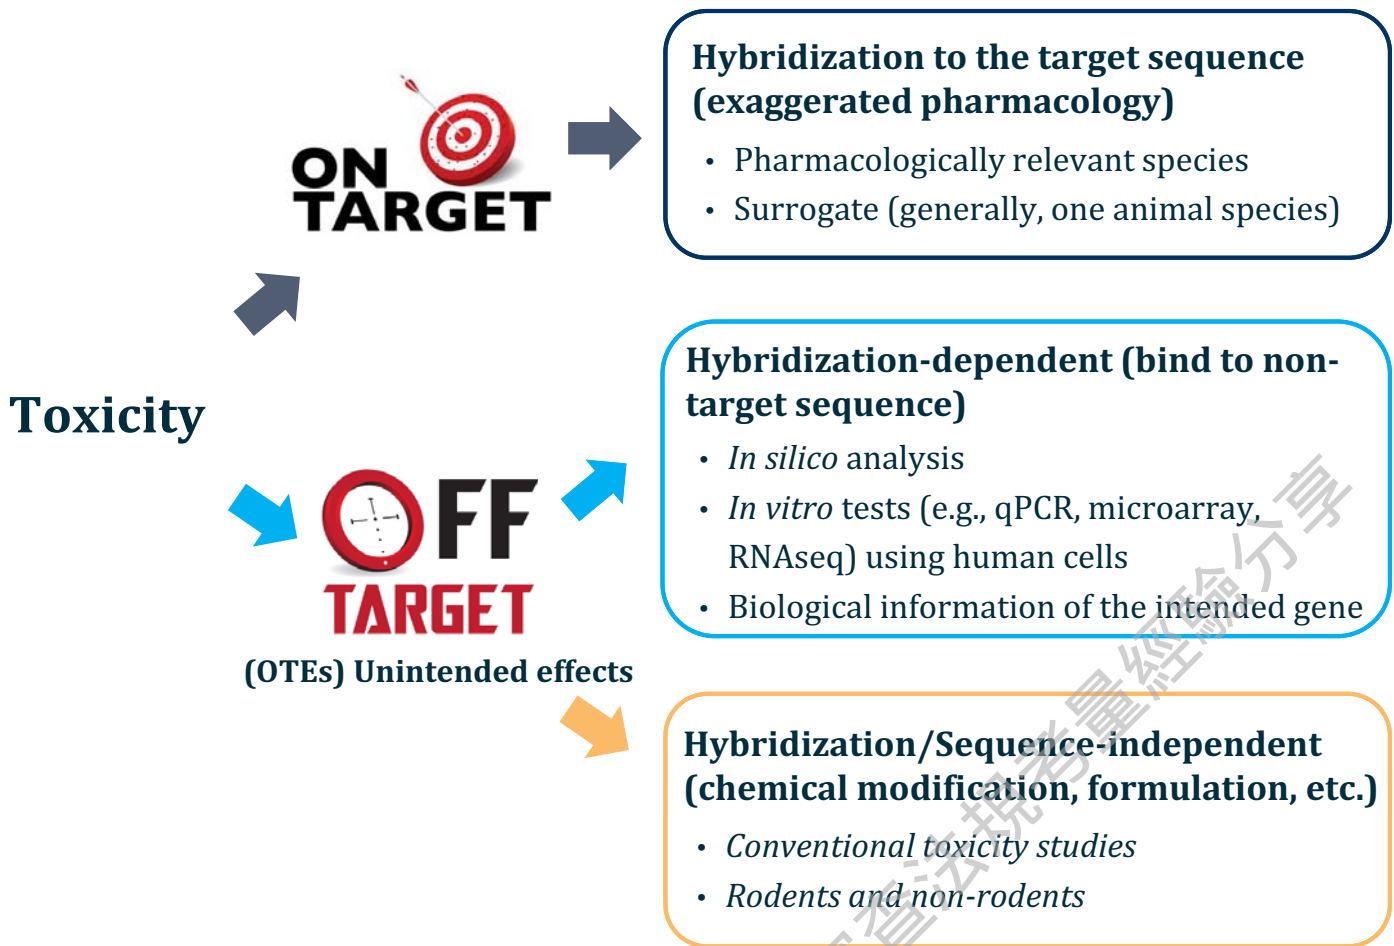 Hybridization to the target sequence
(exaggerated pharmacology)
• Pharmacologically relevant species
• Surrogate (generally, one animal species)
ON
TARGET
Toxicity
Hybridization-dependent (bind to non-
target sequence)
• In silico analysis
• In vitro tests (e.g., qPCR, microarray,
RNAseq) using human cells
• Biological information of the intended gene
OFF
TARGET
(OTEs) Unintended effects
Hybridization/Sequence-independent
(chemical modification, formulation, etc.)
• Conventional toxicity studies
• Rodents and non-rodents
查法規考量經驗分享